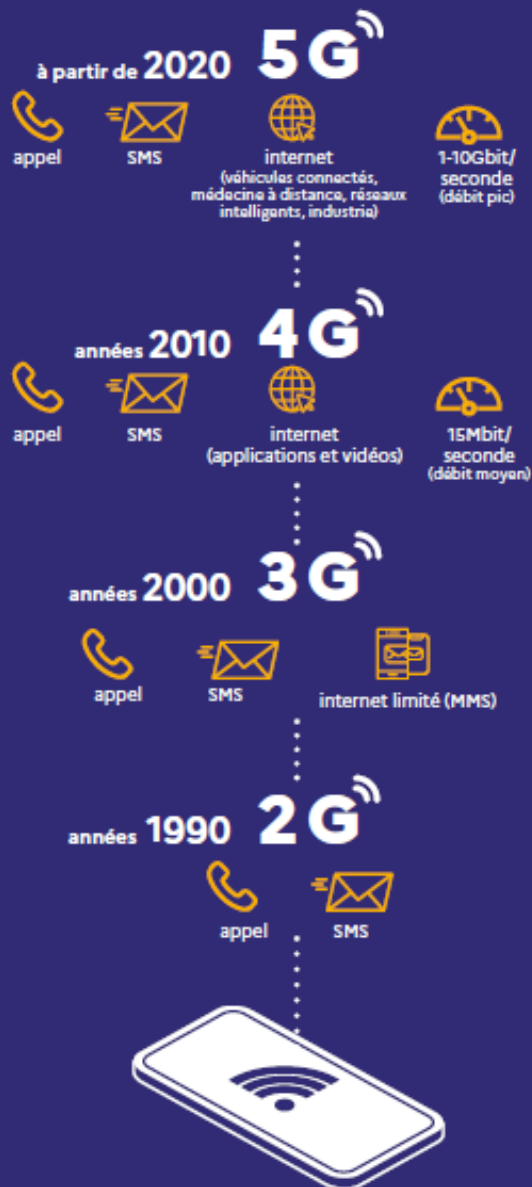 à partir de 2020 5G
appel
SMS
internet
(véhicules connectés,
médecine à distance, réseaux
intelligents, industrie)
1-10Gbit/
seconde
(débit pic)
années 2010 4G
appel
SMS
internet
(applications et vidéos)
15Mbit/
seconde
(débit moyen)
années 2000 3G
appel
SMS
internet limité (MMS)
années 1990 2G
appel
SMS